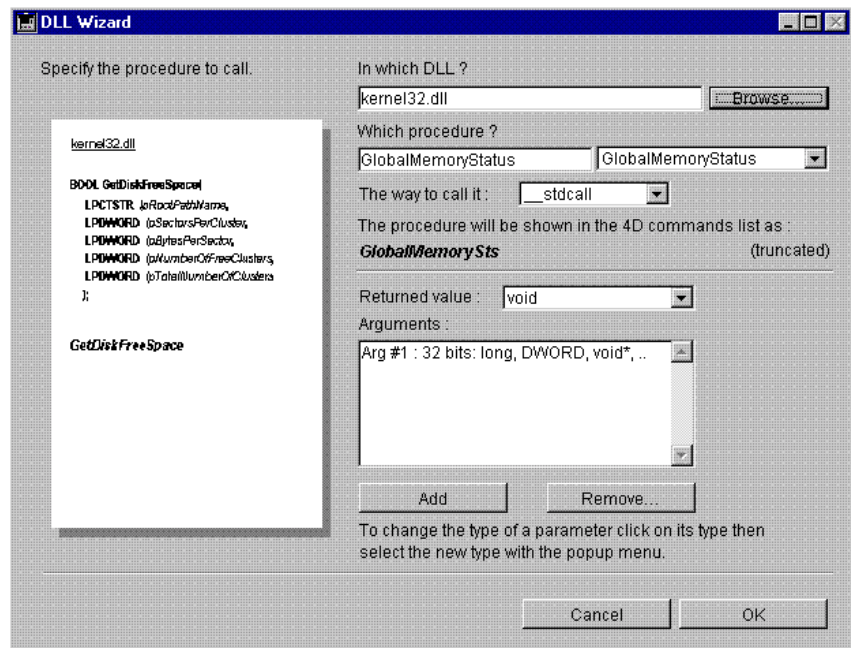 DLL Wizard
Specify the procedure to call.
kernel32.dll
BOOL GetDiskFreeSpace(
LPCTSTR lpRootPathName,
LPDWORD lpSectorsPerCluster,
LPDWORD lpBytesPerSector,
LPDWORD lpNumberOfFreeClusters,
LPDWORD lpTotalNumberOfClusters
);
GetDiskFreeSpace
In which DLL ?
kernel32.dll
Browse...
Which procedure ?
GlobalMemoryStatus GlobalMemoryStatus
The way to call it : __stdcall
The procedure will be shown in the 4D commands list as :
GlobalMemorySts (truncated)
Returned value : void
Arguments :
Arg #1 : 32 bits: long, DWORD, void*, ..
Add Remove...
To change the type of a parameter click on its type then
select the new type with the popup menu.
Cancel OK